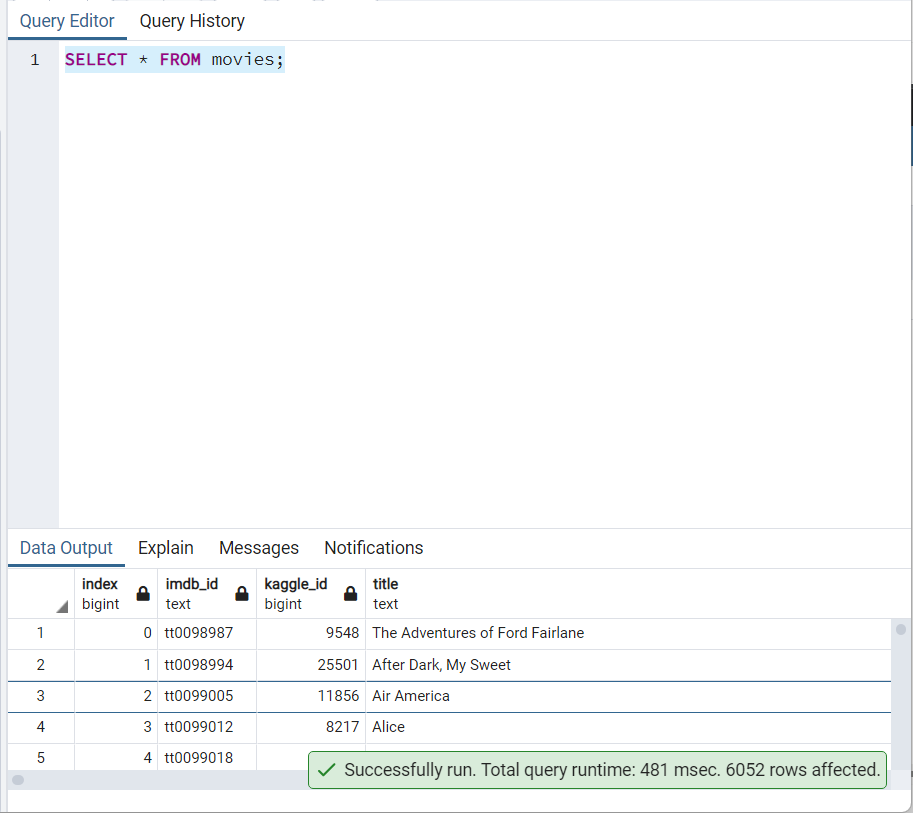 Query Editor Query History
1 SELECT * FROM movies;
Data Output Explain Messages Notifications
index imdb_id kaggle_id title
bigint text bigint text
1 0 tt0098987 9548 The Adventures of Ford Fairlane
2 1 tt0098994 25501 After Dark, My Sweet
3 2 tt0099005 11856 Air America
4 3 tt0099012 8217 Alice
5 4 tt0099018
Successfully run. Total query runtime: 481 msec. 6052 rows affected.